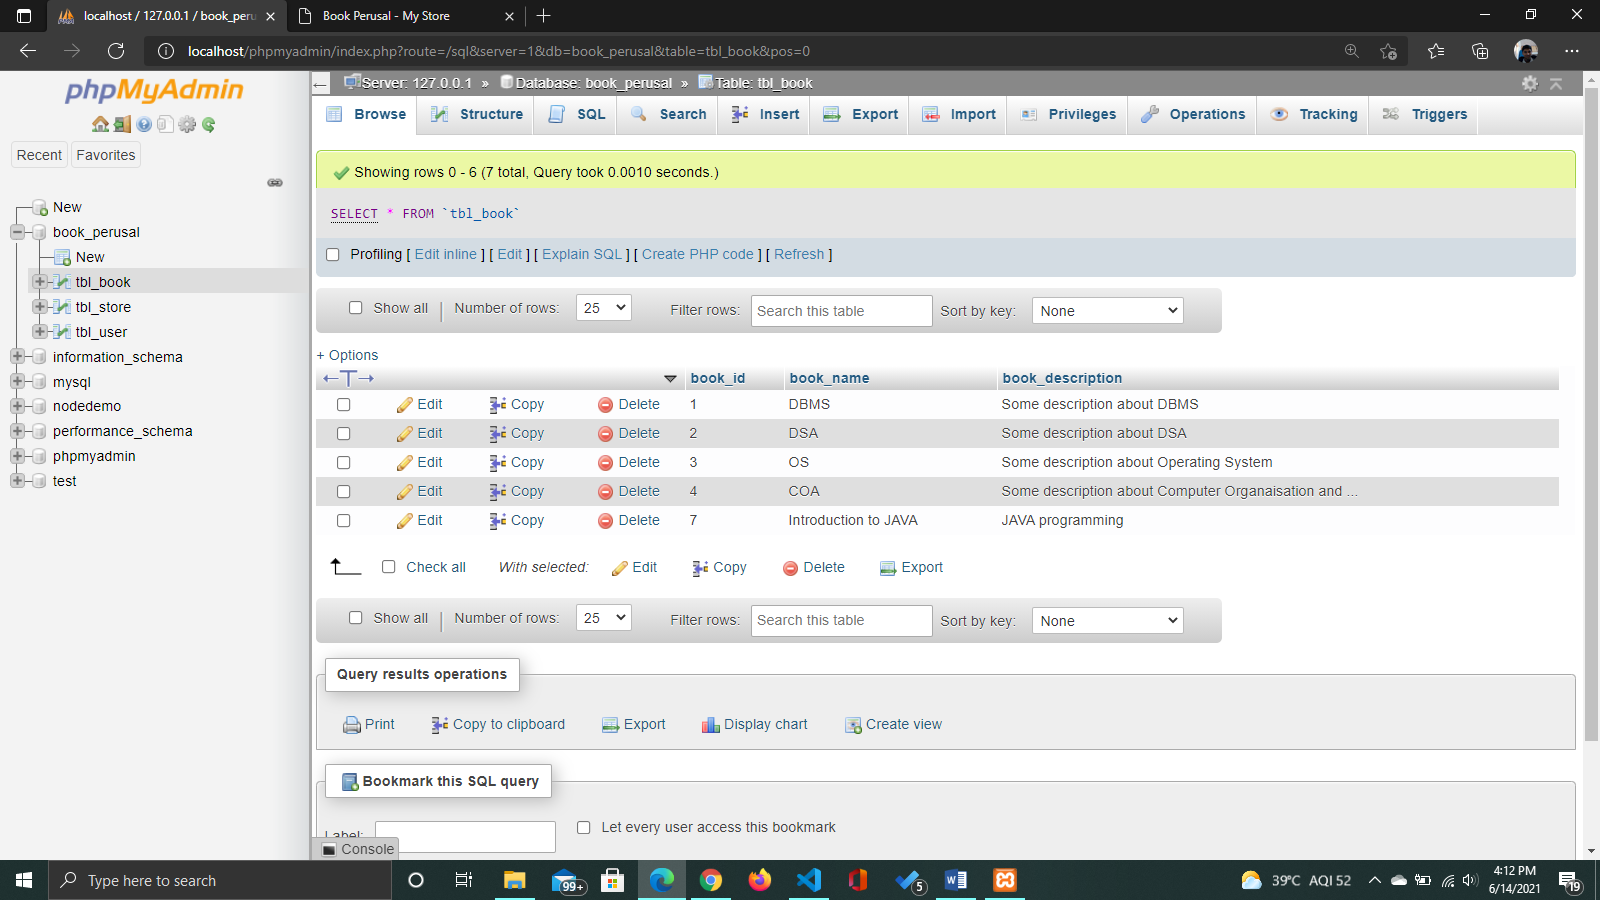 localhost / 127.0.0.1 / book_peru
Book Perusal - My Store
localhost/phpmyadmin/index.php?route=/sql&server=1&db=book_perusal&table=tbl_book&pos=0
phpMyAdmin
Recent
Favorites
New
book_perusal
New
tbl_book
tbl_store
tbl_user
information_schema
mysql
nodedemo
performance_schema
phpmyadmin
test
Server: 127.0.0.1 » Database: book_perusal » Table: tbl_book
Browse Structure SQL Search Insert Export Import Privileges Operations Tracking Triggers
Showing rows 0 - 6 (7 total, Query took 0.0010 seconds.)
SELECT * FROM `tbl_book`
Profiling [ Edit inline ] [ Edit ] [ Explain SQL ] [ Create PHP code ] [ Refresh ]
Show all | Number of rows: 25 Filter rows: Search this table Sort by key: None
+ Options
←T→ book_id book_name book_description
Edit Copy Delete 1 DBMS Some description about DBMS
Edit Copy Delete 2 DSA Some description about DSA
Edit Copy Delete 3 OS Some description about Operating System
Edit Copy Delete 4 COA Some description about Computer Organaisation and ...
Edit Copy Delete 7 Introduction to JAVA JAVA programming
Check all With selected: Edit Copy Delete Export
Show all | Number of rows: 25 Filter rows: Search this table Sort by key: None
Query results operations
Print Copy to clipboard Export Display chart Create view
Bookmark this SQL query
Label: Let every user access this bookmark
Console
Type here to search
99+
5
39°C AQI 52
4:12 PM
6/14/2021
19